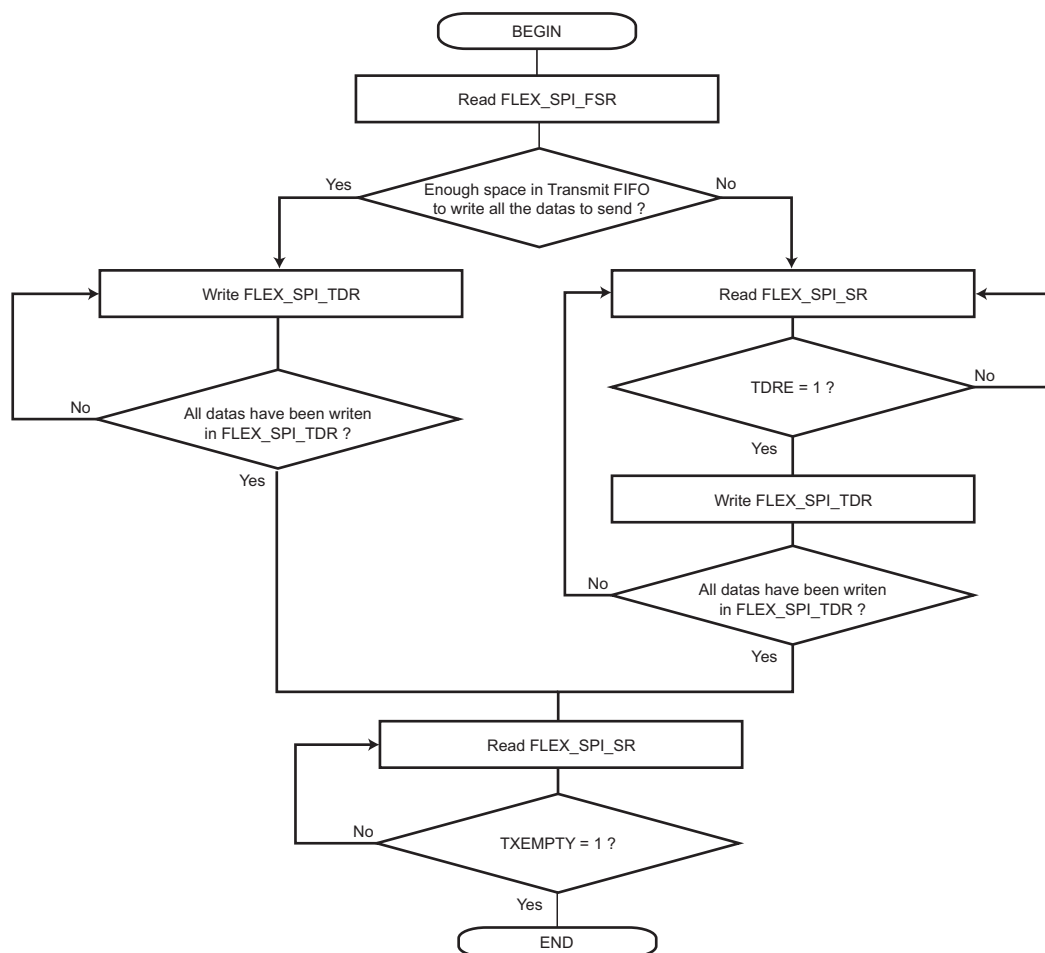 BEGIN
Read FLEX_SPI_FSR
Yes
Enough space in Transmit FIFO
to write all the datas to send ?
No
Write FLEX_SPI_TDR
Read FLEX_SPI_SR
No
All datas have been writen
in FLEX_SPI_TDR ?
Yes
TDRE = 1 ?
No
Yes
Write FLEX_SPI_TDR
No
All datas have been writen
in FLEX_SPI_TDR ?
Yes
Read FLEX_SPI_SR
No
TXEMPTY = 1 ?
Yes
END